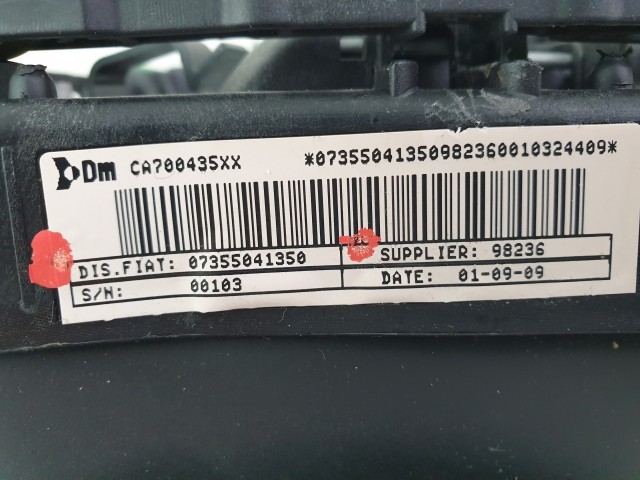 Dm CA700435XX *07355041350982360010324409*
DIS.FIAT: 07355041350 SUPPLIER: 98236
S/N: 00103 DATE: 01-09-09